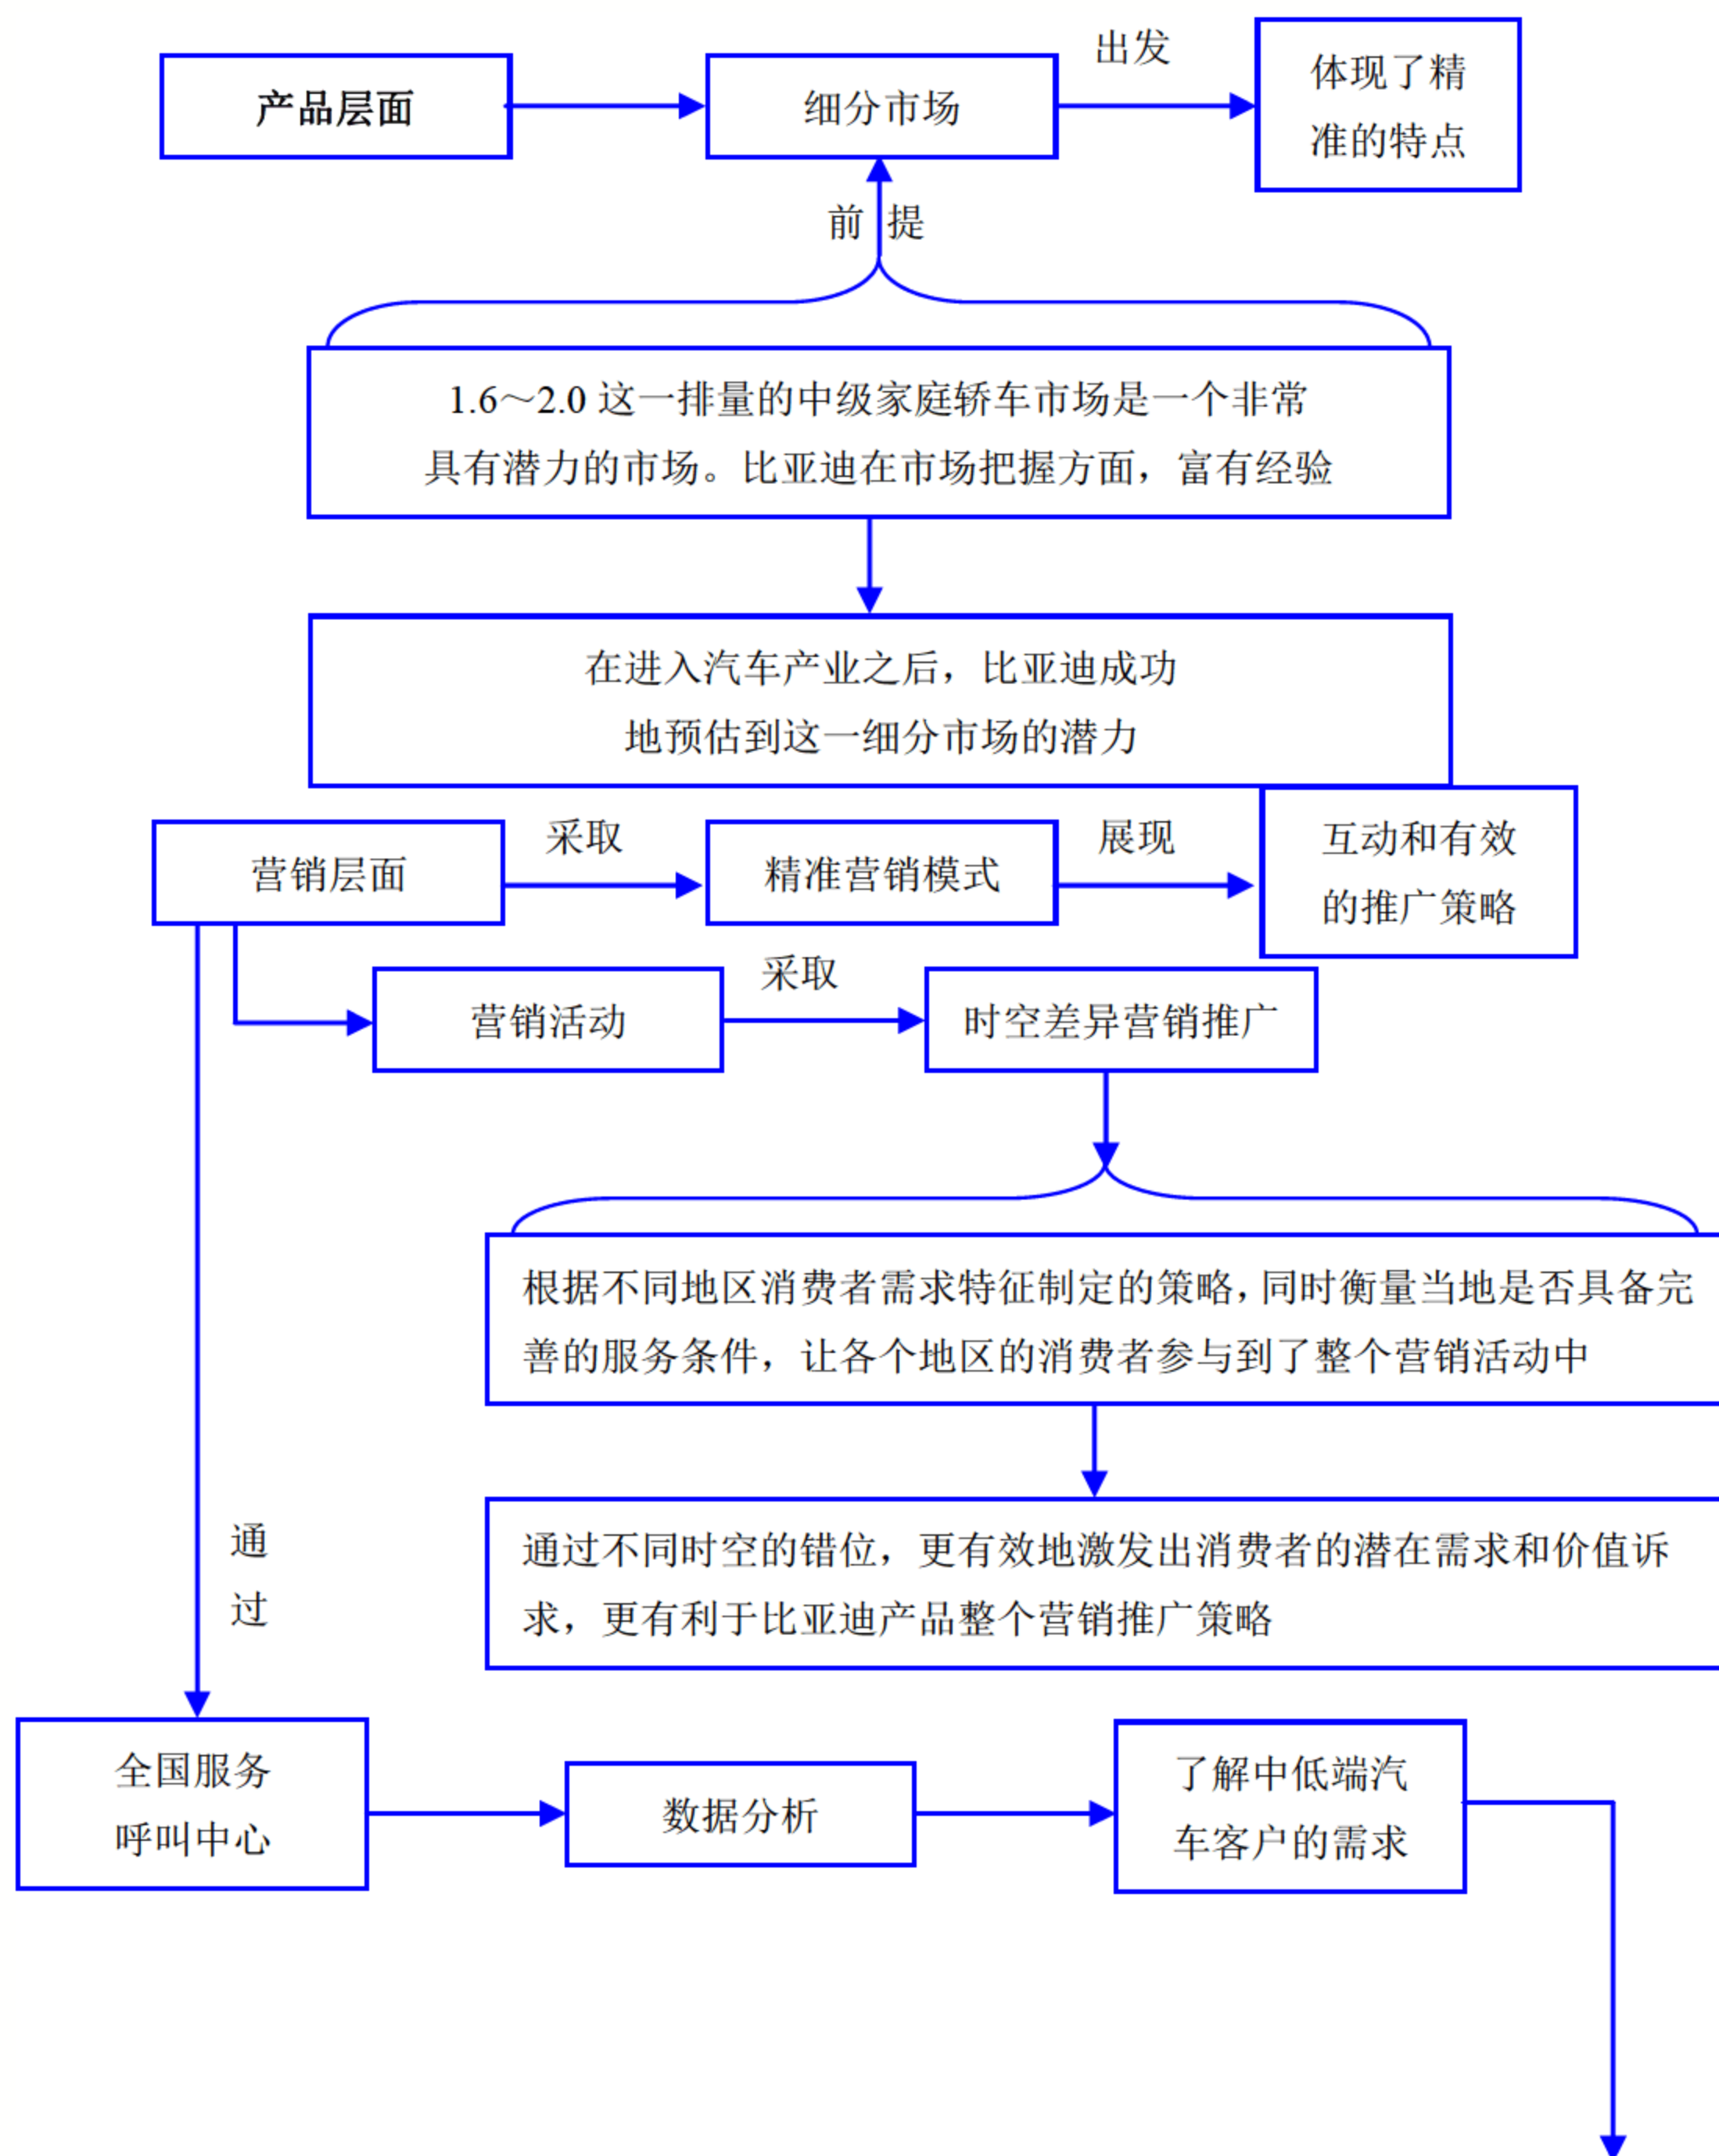 产品层面
细分市场
出发
体现了精
准的特点
前 提
1.6～2.0 这一排量的中级家庭轿车市场是一个非常
具有潜力的市场。比亚迪在市场把握方面，富有经验
在进入汽车产业之后，比亚迪成功
地预估到这一细分市场的潜力
营销层面
采取
精准营销模式
展现
互动和有效
的推广策略
营销活动
采取
时空差异营销推广
根据不同地区消费者需求特征制定的策略，同时衡量当地是否具备完
善的服务条件，让各个地区的消费者参与到了整个营销活动中
通过不同时空的错位，更有效地激发出消费者的潜在需求和价值诉
求，更有利于比亚迪产品整个营销推广策略
通
过
全国服务
呼叫中心
数据分析
了解中低端汽
车客户的需求